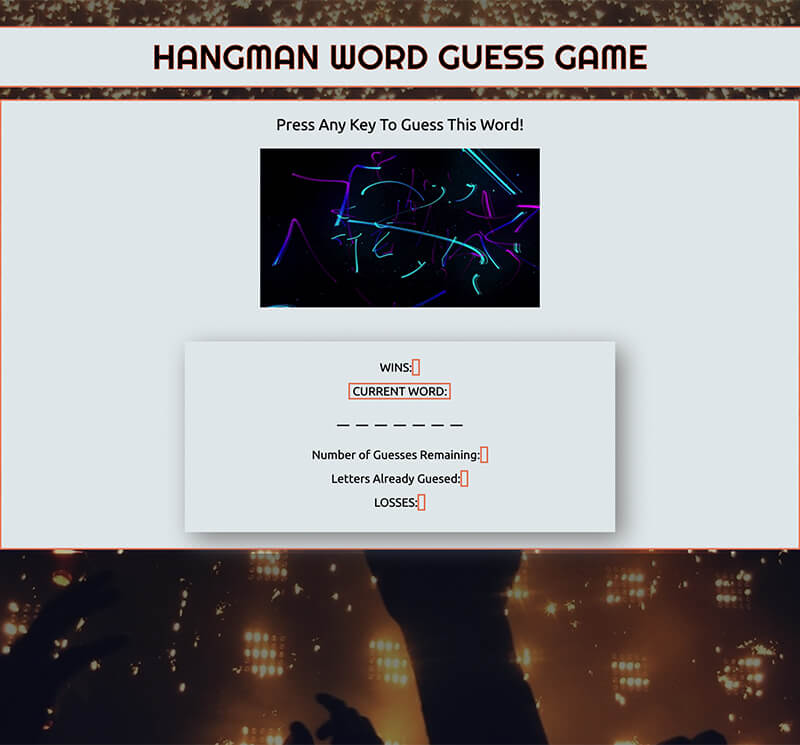 HANGMAN WORD GUESS GAME
Press Any Key To Guess This Word!
WINS:
CURRENT WORD:
_ _ _ _ _ _ _
Number of Guesses Remaining:
Letters Already Guesed:
LOSSES: